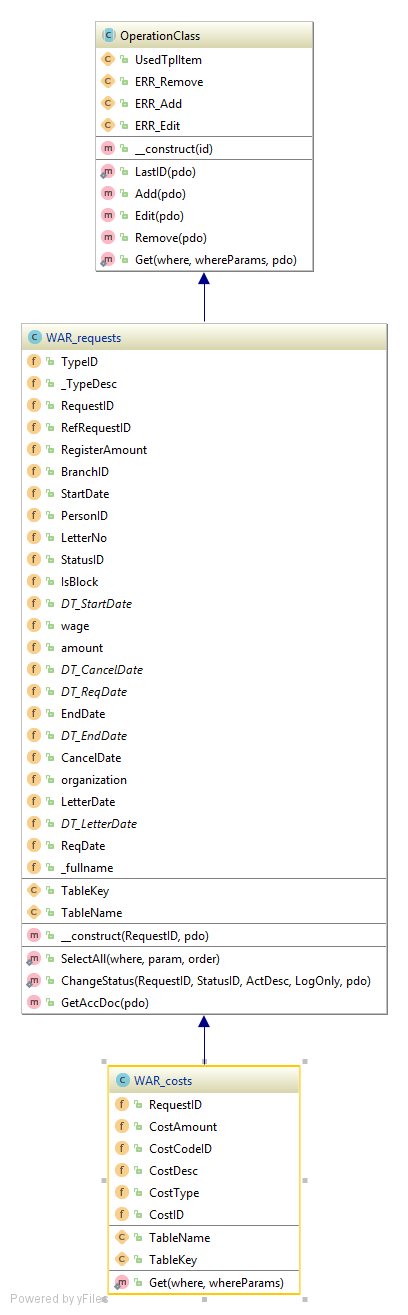 OperationClass
UsedTplItem
ERR_Remove
ERR_Add
ERR_Edit
__construct(id)
LastID(pdo)
Add(pdo)
Edit(pdo)
Remove(pdo)
Get(where, whereParams, pdo)
WAR_requests
TypeID
_TypeDesc
RequestID
RefRequestID
RegisterAmount
BranchID
StartDate
PersonID
LetterNo
StatusID
IsBlock
DT_StartDate
wage
amount
DT_CancelDate
DT_ReqDate
EndDate
DT_EndDate
CancelDate
organization
LetterDate
DT_LetterDate
ReqDate
_fullname
TableKey
TableName
__construct(RequestID, pdo)
SelectAll(where, param, order)
ChangeStatus(RequestID, StatusID, ActDesc, LogOnly, pdo)
GetAccDoc(pdo)
WAR_costs
RequestID
CostAmount
CostCodeID
CostDesc
CostType
CostID
TableName
TableKey
Get(where, whereParams)
Powered by yFiles